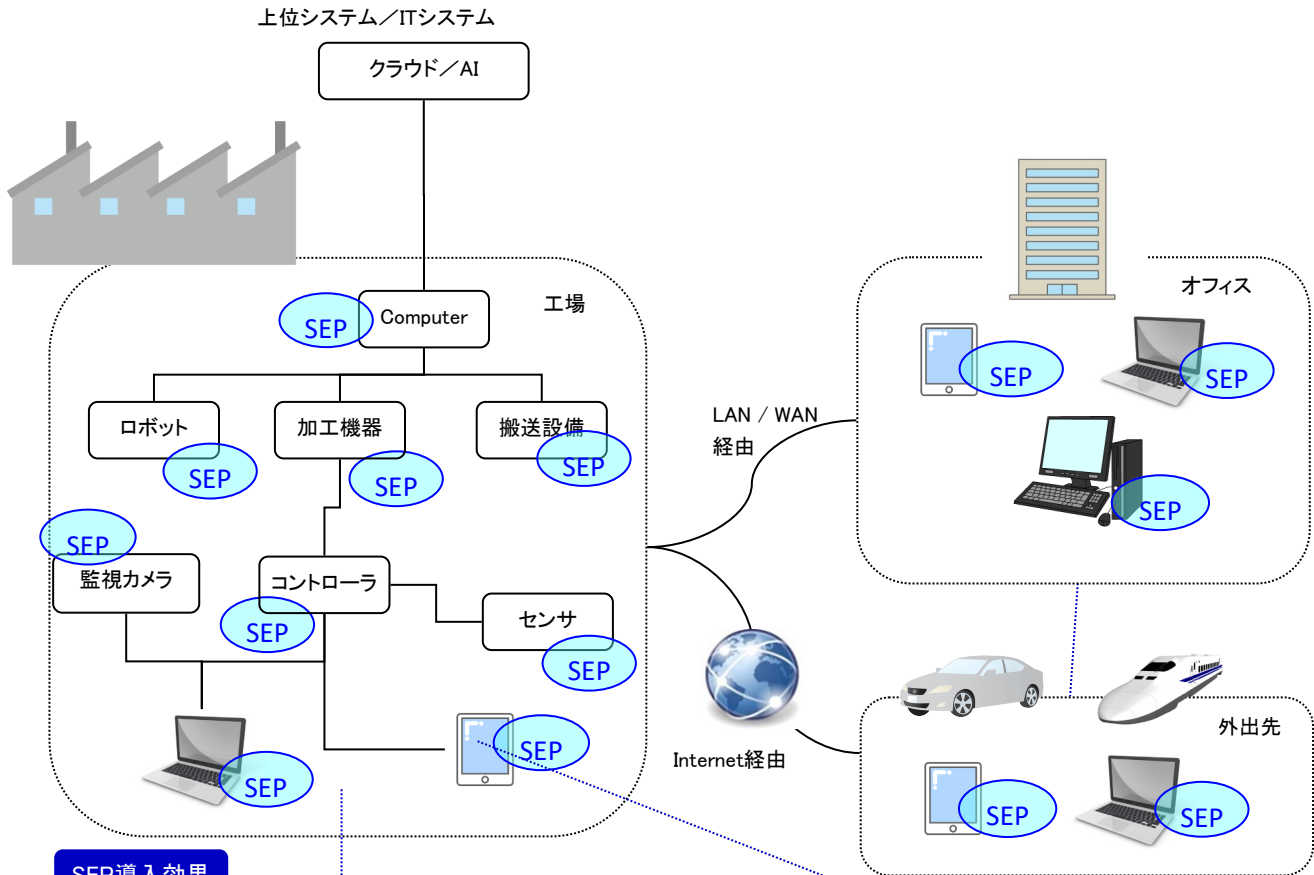 上位システム／ITシステム
クラウド／AI
工場
Computer
SEP
ロボット
SEP
加工機器
SEP
搬送設備
SEP
SEP
監視カメラ
コントローラ
SEP
センサ
SEP
SEP
SEP
LAN / WAN
経由
Internet経由
オフィス
SEP
SEP
SEP
外出先
SEP
SEP
SEP導入効果